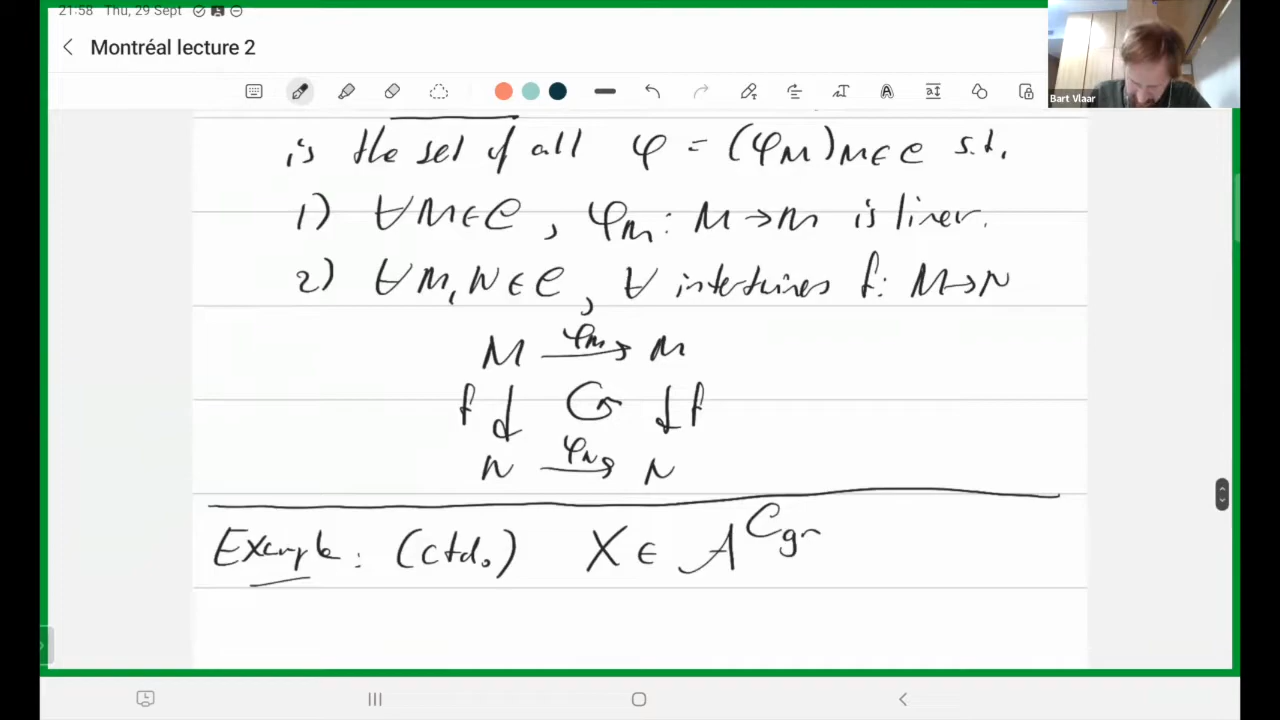 21:58 Thu, 29 Sept
Montréal lecture 2
Bart Vlaar
is the set of all φ = (φ_M)_{M∈C} s.t.
1) ∀M∈C, φ_M: M→M is linear.
2) ∀M,N∈C, ∀ intertwiners f: M→N
M φ_M→ M
f ↓ ↻ ↓ f
N φ_N→ N
Example: (ctd.) X ∈ A^{C_gr}